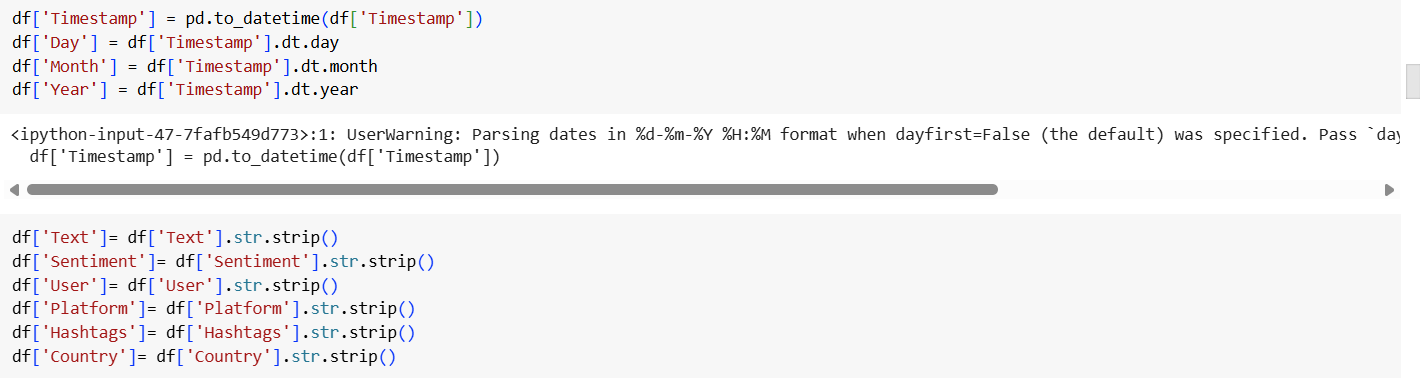 df['Timestamp'] = pd.to_datetime(df['Timestamp'])
df['Day'] = df['Timestamp'].dt.day
df['Month'] = df['Timestamp'].dt.month
df['Year'] = df['Timestamp'].dt.year
<ipython-input-47-7fafb549d773>:1: UserWarning: Parsing dates in %d-%m-%Y %H:%M format when dayfirst=False (the default) was specified. Pass `day
  df['Timestamp'] = pd.to_datetime(df['Timestamp'])
df['Text']= df['Text'].str.strip()
df['Sentiment']= df['Sentiment'].str.strip()
df['User']= df['User'].str.strip()
df['Platform']= df['Platform'].str.strip()
df['Hashtags']= df['Hashtags'].str.strip()
df['Country']= df['Country'].str.strip()